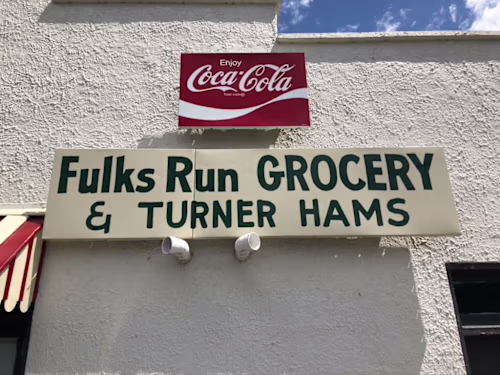 Enjoy
Coca-Cola
Fulks Run GROCERY
& TURNER HAMS